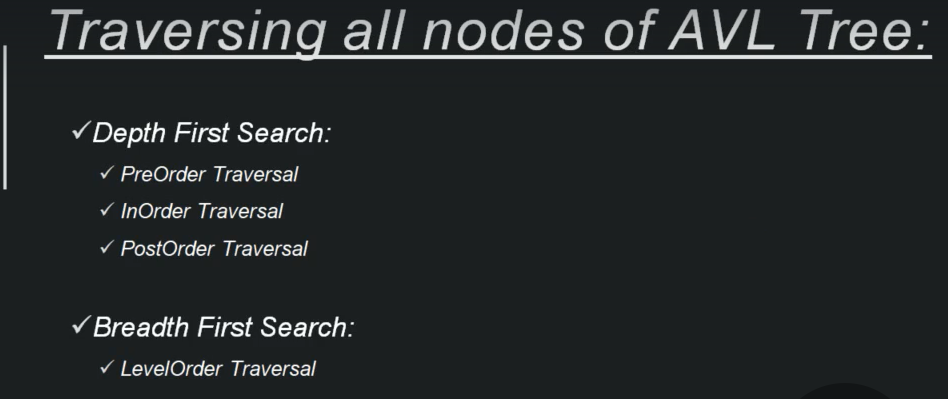 Traversing all nodes of AVL Tree:
✓Depth First Search:
✓ PreOrder Traversal
✓ InOrder Traversal
✓ PostOrder Traversal
✓Breadth First Search:
✓ LevelOrder Traversal